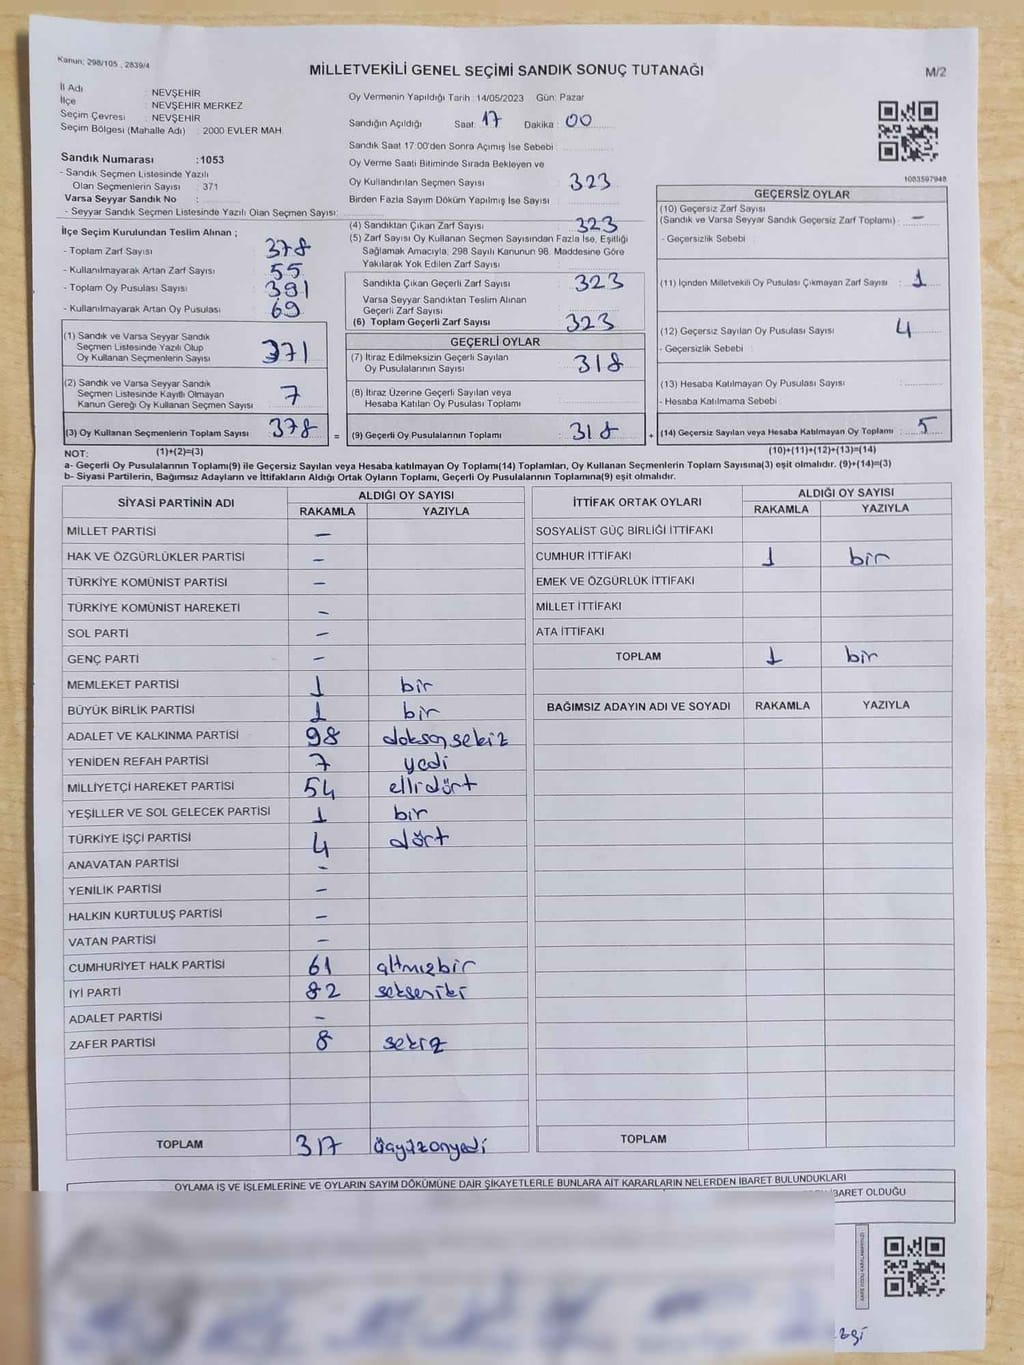 Kanun; 298/105 , 2839/4
MİLLETVEKİLİ GENEL SEÇİMİ SANDIK SONUÇ TUTANAĞI
M/2
İl Adı : NEVŞEHİR
İlçe : NEVŞEHİR MERKEZ
Seçim Çevresi : NEVŞEHİR
Seçim Bölgesi (Mahalle Adı) : 2000 EVLER MAH.
Sandık Numarası :1053
- Sandık Seçmen Listesinde Yazılı
Olan Seçmenlerin Sayısı : 371
Varsa Seyyar Sandık No :
- Seyyar Sandık Seçmen Listesinde Yazılı Olan Seçmen Sayısı:
İlçe Seçim Kurulundan Teslim Alınan ;
- Toplam Zarf Sayısı : 378
- Kullanılmayarak Artan Zarf Sayısı : 55
- Toplam Oy Pusulası Sayısı : 391
- Kullanılmayarak Artan Oy Pusulası : 69
(1) Sandık ve Varsa Seyyar Sandık
Seçmen Listesinde Yazılı Olup
Oy Kullanan Seçmenlerin Sayısı 371
(2) Sandık ve Varsa Seyyar Sandık
Seçmen Listesinde Kayıtlı Olmayan
Kanun Gereği Oy Kullanan Seçmen Sayısı 7
(3) Oy Kullanan Seçmenlerin Toplam Sayısı 378
Oy Vermenin Yapıldığı Tarih : 14/05/2023 Gün: Pazar
Sandığın Açıldığı Saat: 17 Dakika : 00
Sandık Saat 17:00'den Sonra Açımış İse Sebebi :
Oy Verme Saati Bitiminde Sırada Bekleyen ve
Oy Kullandırılan Seçmen Sayısı : 323
Birden Fazla Sayım Döküm Yapılmış İse Sayısı :
(4) Sandıktan Çıkan Zarf Sayısı : 323
(5) Zarf Sayısı Oy Kullanan Seçmen Sayısından Fazla İse, Eşitliği
Sağlamak Amacıyla, 298 Sayılı Kanunun 98. Maddesine Göre
Yakılarak Yok Edilen Zarf Sayısı :
Sandıkta Çıkan Geçerli Zarf Sayısı : 323
Varsa Seyyar Sandıktan Teslim Alınan
Geçerli Zarf Sayısı :
(6) Toplam Geçerli Zarf Sayısı : 323
GEÇERLİ OYLAR
(7) İtiraz Edilmeksizin Geçerli Sayılan
Oy Pusulalarının Sayısı : 318
(8) İtiraz Üzerine Geçerli Sayılan veya
Hesaba Katılan Oy Pusulası Toplamı :
= (9) Geçerli Oy Pusulalarının Toplamı : 318
1083597948
GEÇERSİZ OYLAR
(10) Geçersiz Zarf Sayısı
(Sandık ve Varsa Seyyar Sandık Geçersiz Zarf Toplamı) : -
- Geçersizlik Sebebi :
(11) İçinden Milletvekili Oy Pusulası Çıkmayan Zarf Sayısı : 1
(12) Geçersiz Sayılan Oy Pusulası Sayısı : 4
- Geçersizlik Sebebi :
(13) Hesaba Katılmayan Oy Pusulası Sayısı :
- Hesaba Katılmama Sebebi :
+ (14) Geçersiz Sayılan veya Hesaba Katılmayan Oy Toplamı : 5
NOT: (1)+(2)=(3)
(10)+(11)+(12)+(13)=(14)
a- Geçerli Oy Pusulalarının Toplamı(9) ile Geçersiz Sayılan veya Hesaba katılmayan Oy Toplamı(14) Toplamları, Oy Kullanan Seçmenlerin Toplam Sayısına(3) eşit olmalıdır. (9)+(14)=(3)
b- Siyasi Partilerin, Bağımsız Adayların ve İttifakların Aldığı Ortak Oyların Toplamı, Geçerli Oy Pusulalarının Toplamına(9) eşit olmalıdır.
SİYASİ PARTİNİN ADI
ALDIĞI OY SAYISI
RAKAMLA YAZIYLA
MİLLET PARTİSİ -
HAK VE ÖZGÜRLÜKLER PARTİSİ -
TÜRKİYE KOMÜNİST PARTİSİ -
TÜRKİYE KOMÜNİST HAREKETİ -
SOL PARTİ -
GENÇ PARTİ -
MEMLEKET PARTİSİ 1 bir
BÜYÜK BİRLİK PARTİSİ 1 bir
ADALET VE KALKINMA PARTİSİ 98 doksansekiz
YENİDEN REFAH PARTİSİ 7 yedi
MİLLİYETÇİ HAREKET PARTİSİ 54 ellidört
YEŞİLLER VE SOL GELECEK PARTİSİ 1 bir
TÜRKİYE İŞÇİ PARTİSİ 4 dört
ANAVATAN PARTİSİ -
YENİLİK PARTİSİ -
HALKIN KURTULUŞ PARTİSİ -
VATAN PARTİSİ -
CUMHURİYET HALK PARTİSİ 61 altmızbir
İYİ PARTİ 82 sekseniki
ADALET PARTİSİ -
ZAFER PARTİSİ 8 sekiz
TOPLAM 317 üçyüzonyedi
İTTİFAK ORTAK OYLARI
ALDIĞI OY SAYISI
RAKAMLA YAZIYLA
SOSYALİST GÜÇ BİRLİĞİ İTTİFAKI
CUMHUR İTTİFAKI 1 bir
EMEK VE ÖZGÜRLÜK İTTİFAKI
MİLLET İTTİFAKI
ATA İTTİFAKI
TOPLAM 1 bir
BAĞIMSIZ ADAYIN ADI VE SOYADI RAKAMLA YAZIYLA
TOPLAM
OYLAMA İŞ VE İŞLEMLERİNE VE OYLARIN SAYIM DÖKÜMÜNE DAİR ŞİKAYETLERLE BUNLARA AİT KARARLARIN NELERDEN İBARET BULUNDUKLARI
İBARET OLDUĞU